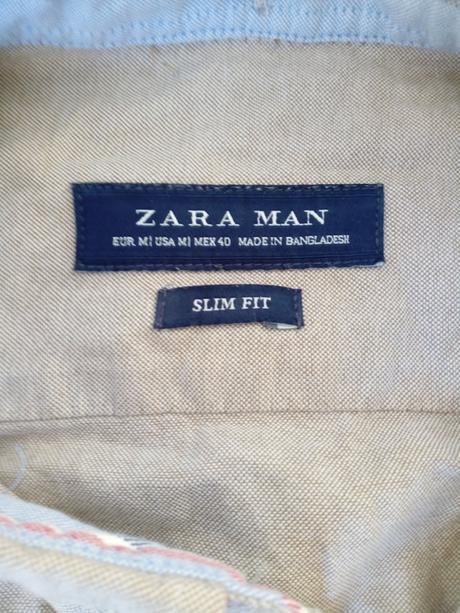 ZARA MAN
EUR M| USA M| MEX 40 MADE IN BANGLADESH
SLIM FIT